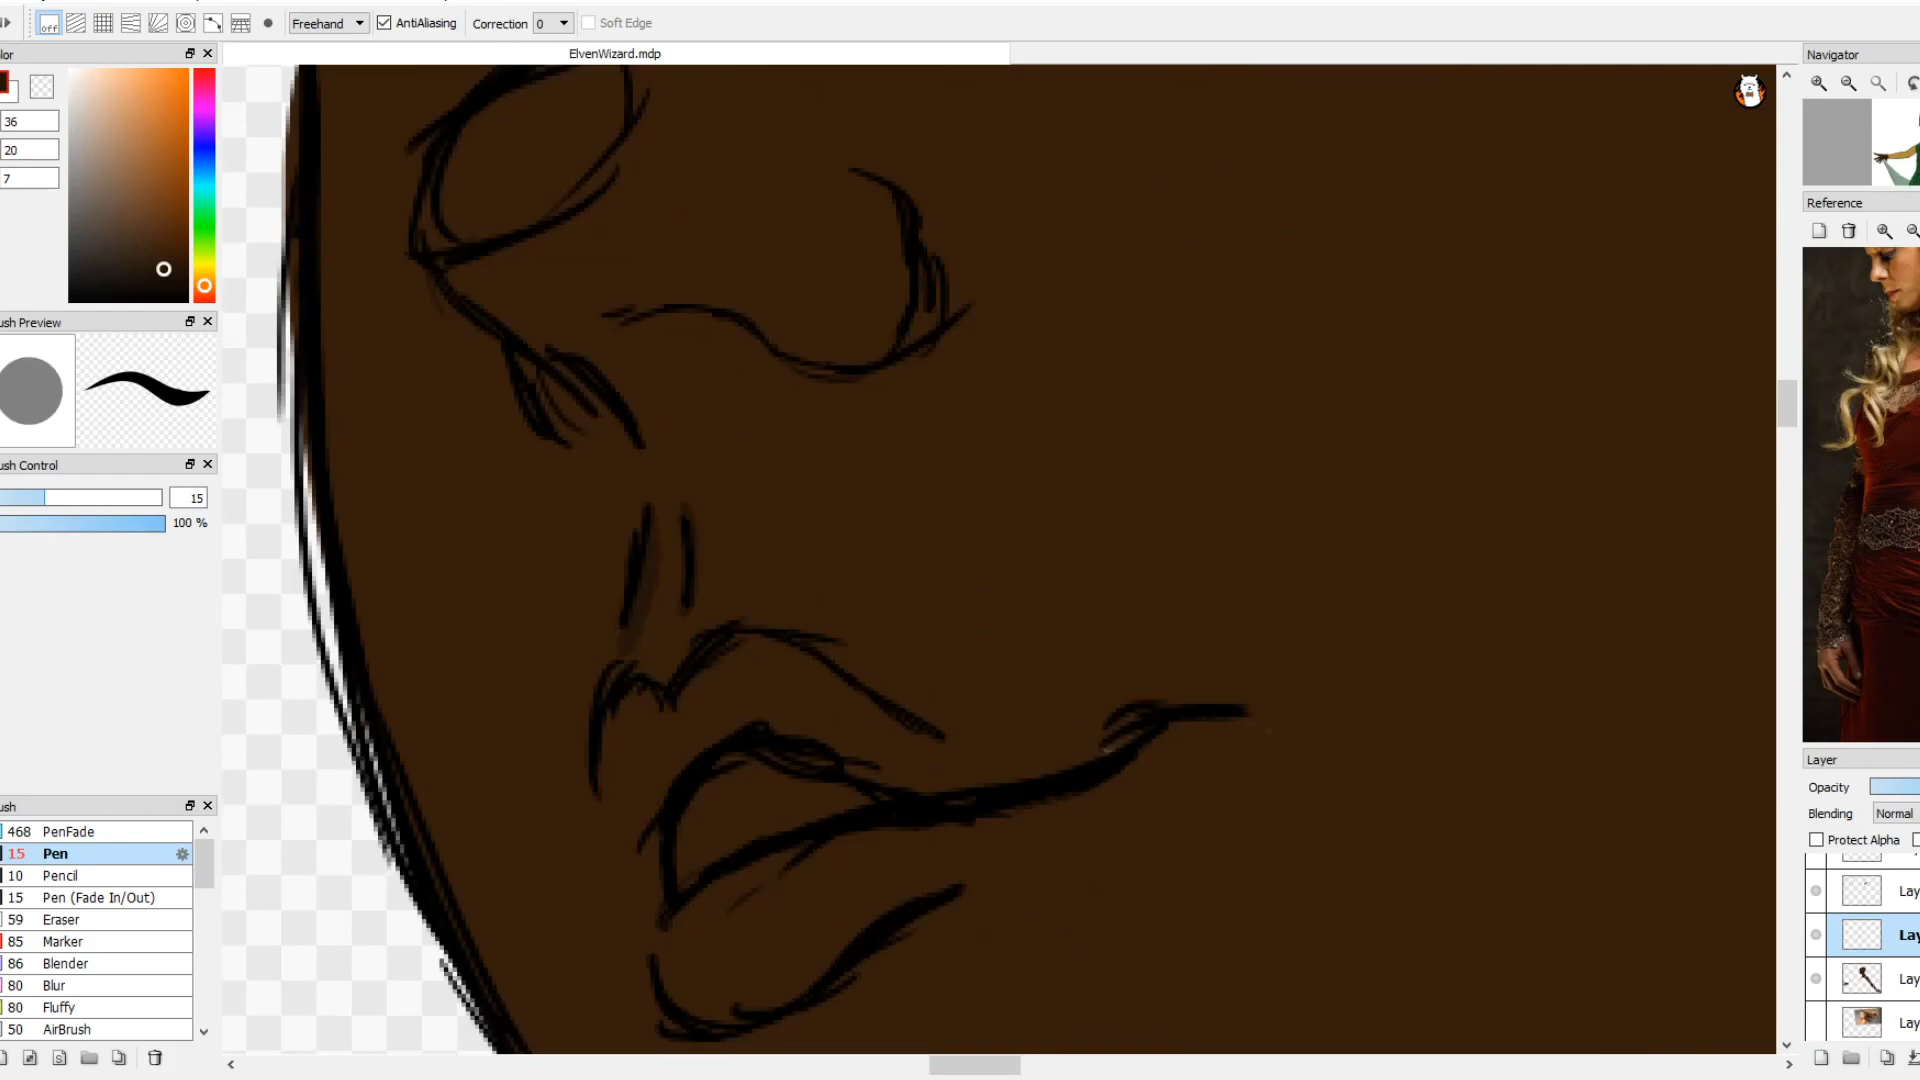 off Freehand AntiAliasing Correction 0 Soft Edge
ElvenWizard.mdp
lor
36
20
7
ush Preview
ush Control
15
100 %
ush
468 PenFade
15 Pen
10 Pencil
15 Pen (Fade In/Out)
59 Eraser
85 Marker
86 Blender
80 Blur
80 Fluffy
50 AirBrush
S
Navigator
Reference
Layer
Opacity
Blending Normal
Protect Alpha
Lay
Lay
Lay
Lay